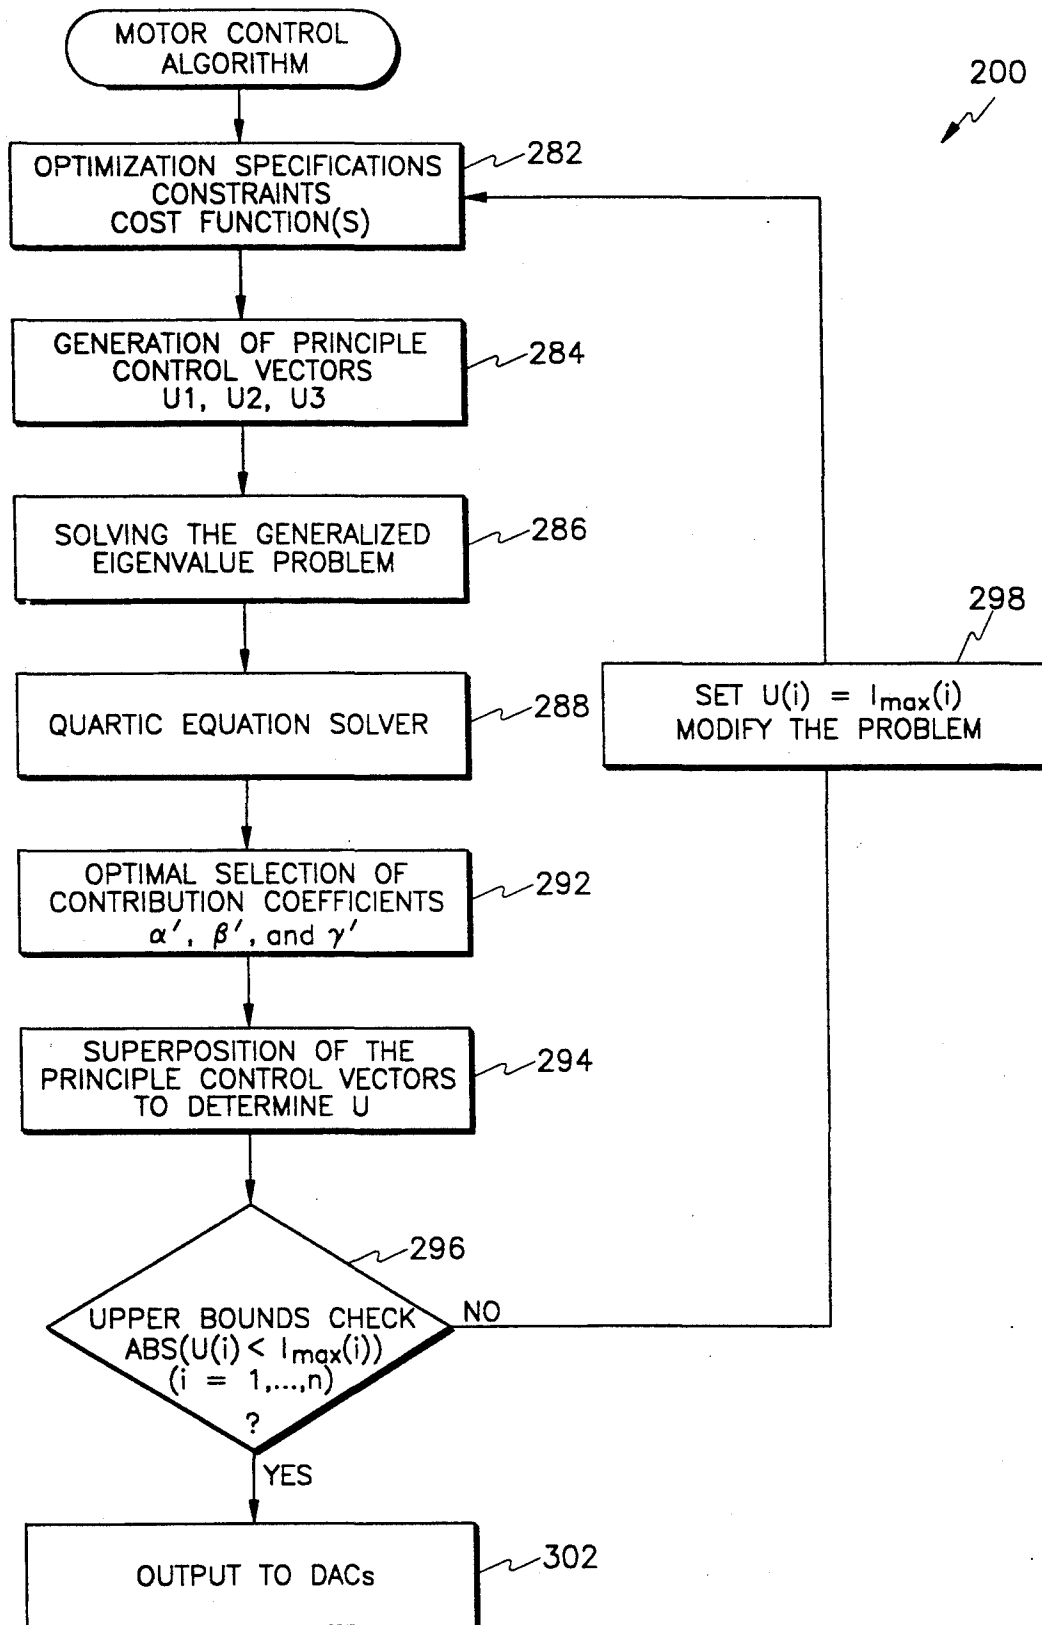 MOTOR CONTROL
ALGORITHM
200
OPTIMIZATION SPECIFICATIONS
CONSTRAINTS
COST FUNCTION(S)
282
GENERATION OF PRINCIPLE
CONTROL VECTORS
U1, U2, U3
284
SOLVING THE GENERALIZED
EIGENVALUE PROBLEM
286
298
SET U(i) = Imax(i)
MODIFY THE PROBLEM
QUARTIC EQUATION SOLVER
288
OPTIMAL SELECTION OF
CONTRIBUTION COEFFICIENTS
α′, β′, and γ′
292
SUPERPOSITION OF THE
PRINCIPLE CONTROL VECTORS
TO DETERMINE U
294
296
UPPER BOUNDS CHECK
ABS(U(i) < Imax(i))
(i = 1,...,n)
?
NO
YES
OUTPUT TO DACs
302